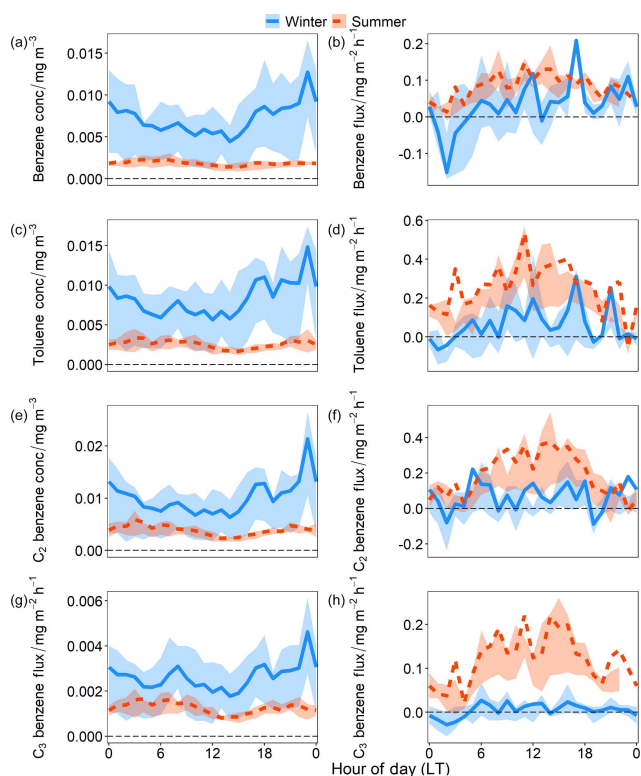 Winter Summer
(a)
Benzene conc/mg m−3
0.015
0.010
0.005
0.000
(b)
Benzene flux/mg m−2 h−1
0.2
0.1
0.0
-0.1
(c)
Toluene conc/mg m−3
0.015
0.010
0.005
0.000
(d)
Toluene flux/mg m−2 h−1
0.6
0.4
0.2
0.0
(e)
C2 benzene conc/mg m−3
0.02
0.01
0.00
(f)
C2 benzene flux/mg m−2 h−1
0.4
0.2
0.0
-0.2
(g)
C3 benzene flux/mg m−2 h−1
0.006
0.004
0.002
0.000
0 6 12 18 0
(h)
C3 benzene flux/mg m−2 h−1
0.2
0.1
0.0
0 6 12 18 0
Hour of day (LT)